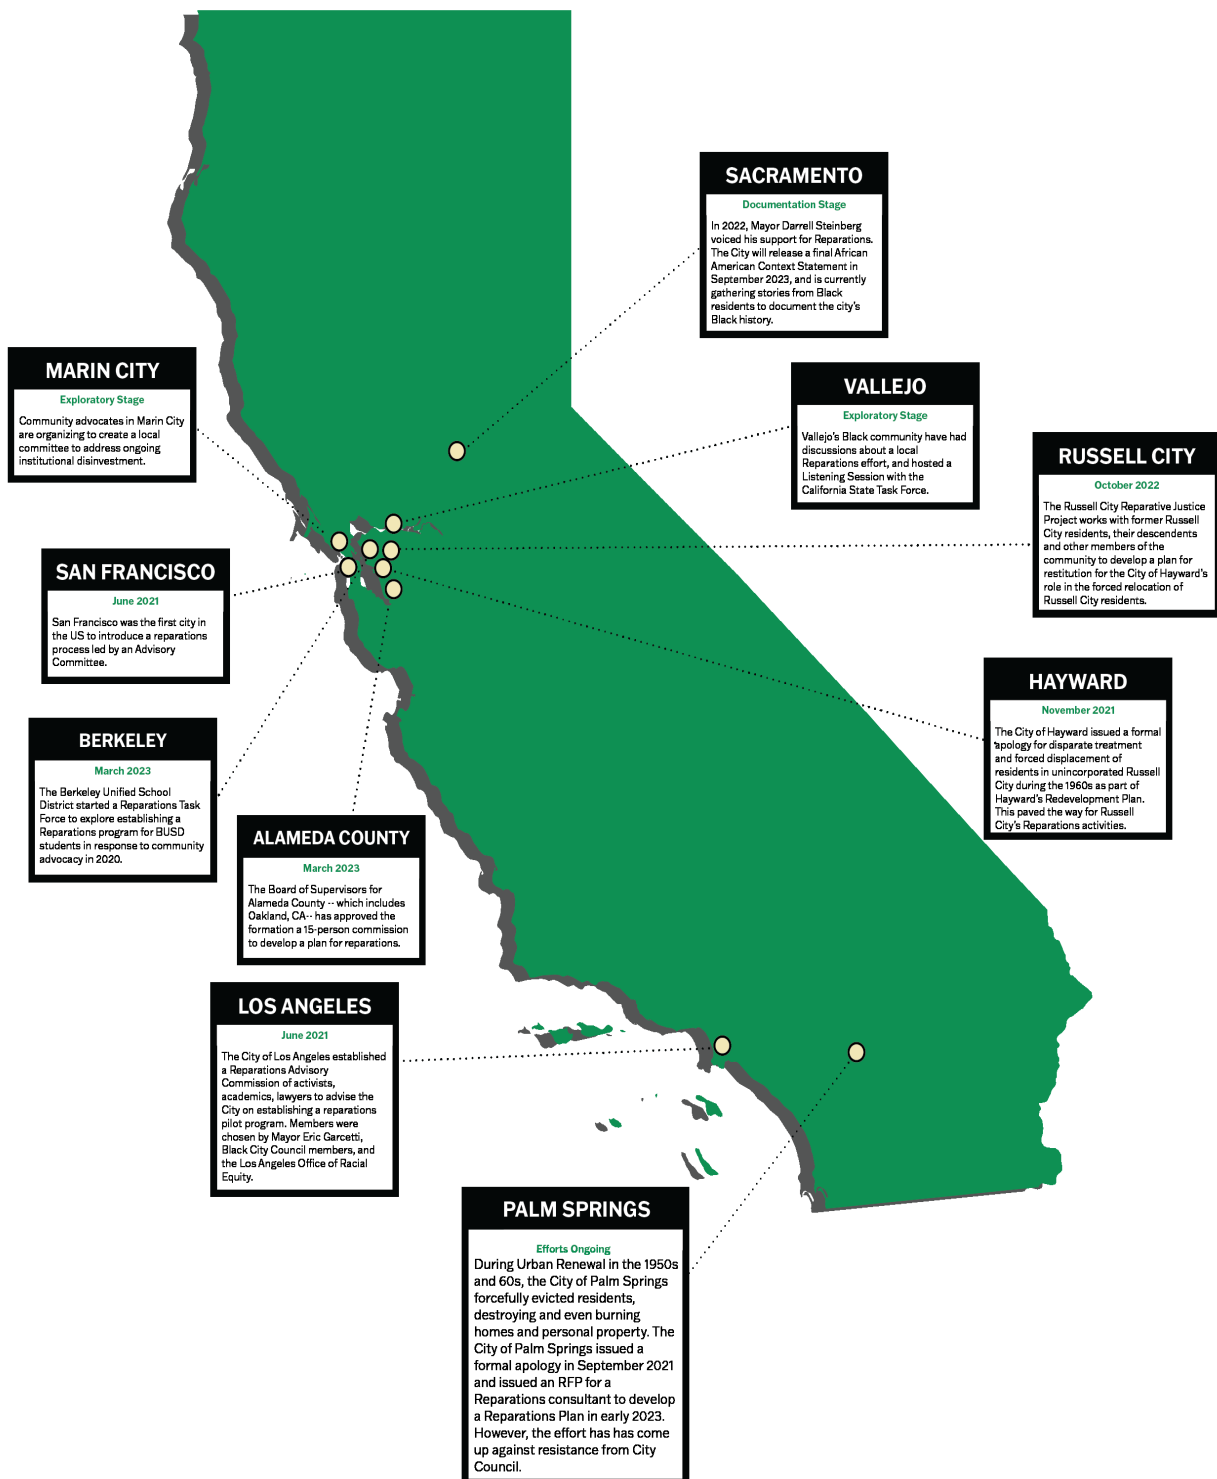 SACRAMENTO
Documentation Stage
In 2022, Mayor Darrell Steinberg
voiced his support for Reparations.
The City will release a final African
American Context Statement in
September 2023, and is currently
gathering stories from Black
residents to document the city's
Black history.
MARIN CITY
Exploratory Stage
Community advocates in Marin City
are organizing to create a local
committee to address ongoing
institutional disinvestment.
VALLEJO
Exploratory Stage
Vallejo's Black community have had
discussions about a local
Reparations effort, and hosted a
Listening Session with the
California State Task Force.
RUSSELL CITY
October 2022
The Russell City Reparative Justice
Project works with former Russell
City residents, their descendents
and other members of the
community to develop a plan for
restitution for the City of Hayward's
role in the forced relocation of
Russell City residents.
SAN FRANCISCO
June 2021
San Francisco was the first city in
the US to introduce a reparations
process led by an Advisory
Committee.
HAYWARD
November 2021
The City of Hayward issued a formal
apology for disparate treatment
and forced displacement of
residents in unincorporated Russell
City during the 1960s as part of
Hayward's Redevelopment Plan.
This paved the way for Russell
City's Reparations activities.
BERKELEY
March 2023
The Berkeley Unified School
District started a Reparations Task
Force to explore establishing a
Reparations program for BUSD
students in response to community
advocacy in 2020.
ALAMEDA COUNTY
March 2023
The Board of Supervisors for
Alameda County -- which includes
Oakland, CA-- has approved the
formation a 15-person commission
to develop a plan for reparations.
LOS ANGELES
June 2021
The City of Los Angeles established
a Reparations Advisory
Commission of activists,
academics, lawyers to advise the
City on establishing a reparations
pilot program. Members were
chosen by Mayor Eric Garcetti,
Black City Council members, and
the Los Angeles Office of Racial
Equity.
PALM SPRINGS
Efforts Ongoing
During Urban Renewal in the 1950s
and 60s, the City of Palm Springs
forcefully evicted residents,
destroying and even burning
homes and personal property. The
City of Palm Springs issued a
formal apology in September 2021
and issued an RFP for a
Reparations consultant to develop
a Reparations Plan in early 2023.
However, the effort has has come
up against resistance from City
Council.